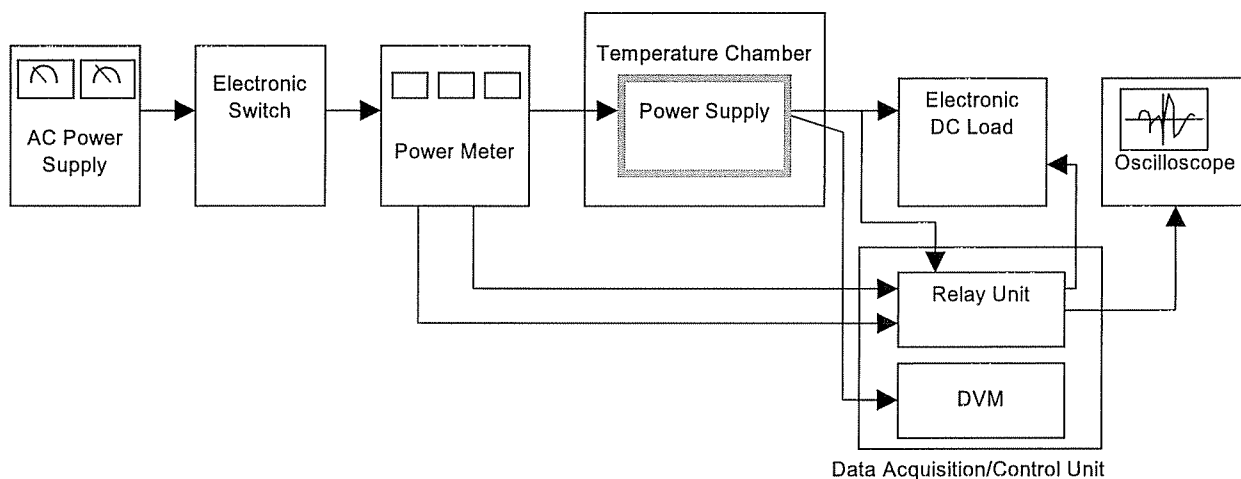 AC Power
Supply
Electronic
Switch
Power Meter
Temperature Chamber
Power Supply
Electronic
DC Load
Oscilloscope
Relay Unit
DVM
Data Acquisition/Control Unit